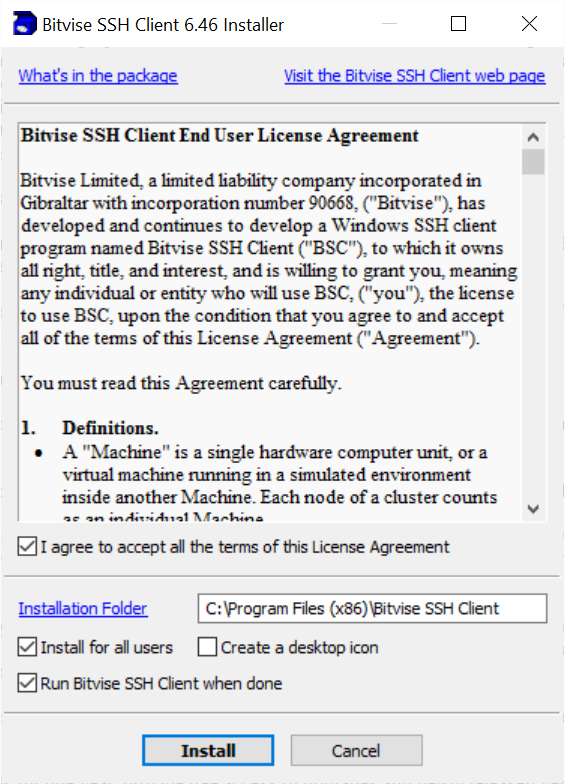 Bitvise SSH Client 6.46 Installer
What's in the package
Visit the Bitvise SSH Client web page
Bitvise SSH Client End User License Agreement
Bitvise Limited, a limited liability company incorporated in
Gibraltar with incorporation number 90668, ("Bitvise"), has
developed and continues to develop a Windows SSH client
program named Bitvise SSH Client ("BSC"), to which it owns
all right, title, and interest, and is willing to grant you, meaning
any individual or entity who will use BSC, ("you"), the license
to use BSC, upon the condition that you agree to and accept
all of the terms of this License Agreement ("Agreement").
You must read this Agreement carefully.
1. Definitions.
• A "Machine" is a single hardware computer unit, or a
virtual machine running in a simulated environment
inside another Machine. Each node of a cluster counts
as an individual Machine.
I agree to accept all the terms of this License Agreement
Installation Folder
C:\Program Files (x86)\Bitvise SSH Client
Install for all users
Create a desktop icon
Run Bitvise SSH Client when done
Install
Cancel